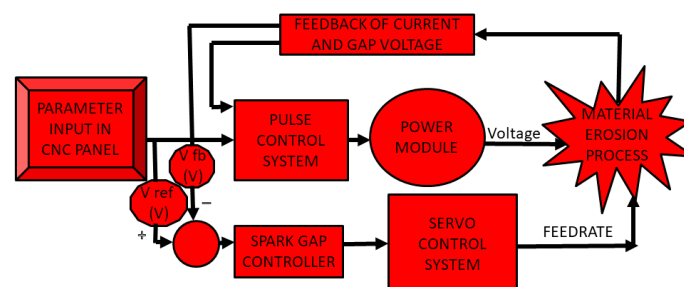 FEEDBACK OF CURRENT
AND GAP VOLTAGE
PARAMETER
INPUT IN
CNC PANEL
PULSE
CONTROL
SYSTEM
POWER
MODULE
Voltage
MATERIAL
EROSION
PROCESS
V fb
(V)
V ref
(V)
−
+
SPARK GAP
CONTROLLER
SERVO
CONTROL
SYSTEM
FEEDRATE